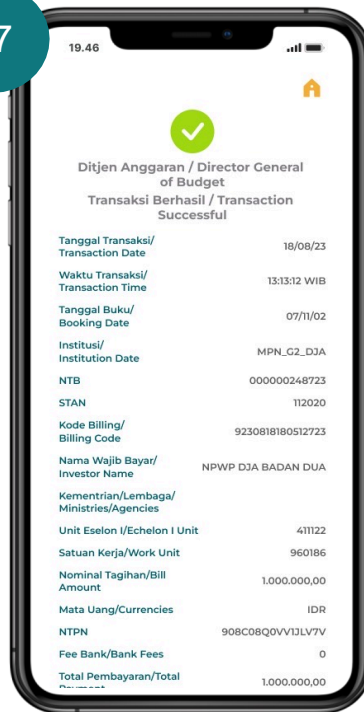 7
19.46
Ditjen Anggaran / Director General
of Budget
Transaksi Berhasil / Transaction
Successful
Tanggal Transaksi/
Transaction Date
18/08/23
Waktu Transaksi/
Transaction Time
13:13:12 WIB
Tanggal Buku/
Booking Date
07/11/02
Institusi/
Institution Date
MPN_G2_DJA
NTB
000000248723
STAN
112020
Kode Billing/
Billing Code
9230818180512723
Nama Wajib Bayar/
Investor Name
NPWP DJA BADAN DUA
Kementrian/Lembaga/
Ministries/Agencies
Unit Eselon I/Echelon I Unit
411122
Satuan Kerja/Work Unit
960186
Nominal Tagihan/Bill
Amount
1.000.000,00
Mata Uang/Currencies
IDR
NTPN
908C08Q0VV1JLV7V
Fee Bank/Bank Fees
0
Total Pembayaran/Total
Payment
1.000.000,00